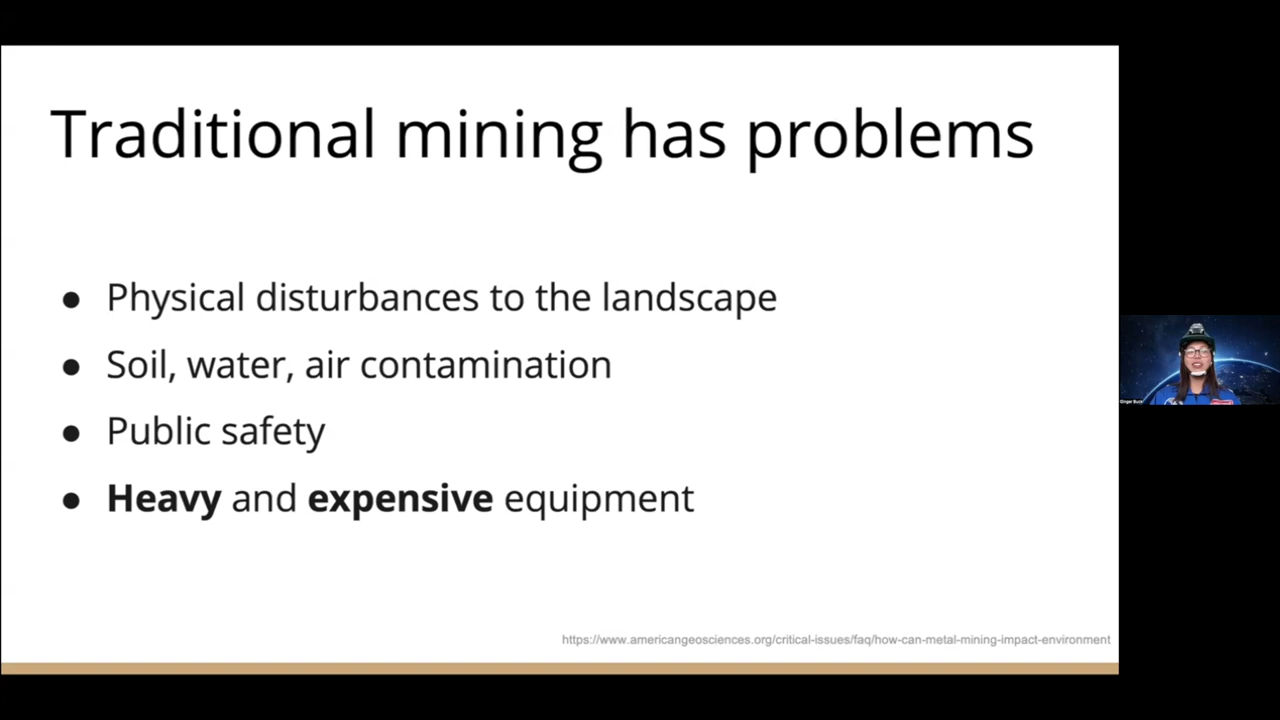 Traditional mining has problems
● Physical disturbances to the landscape
● Soil, water, air contamination
● Public safety
● Heavy and expensive equipment
https://www.americangeosciences.org/critical-issues/faq/how-can-metal-mining-impact-environment